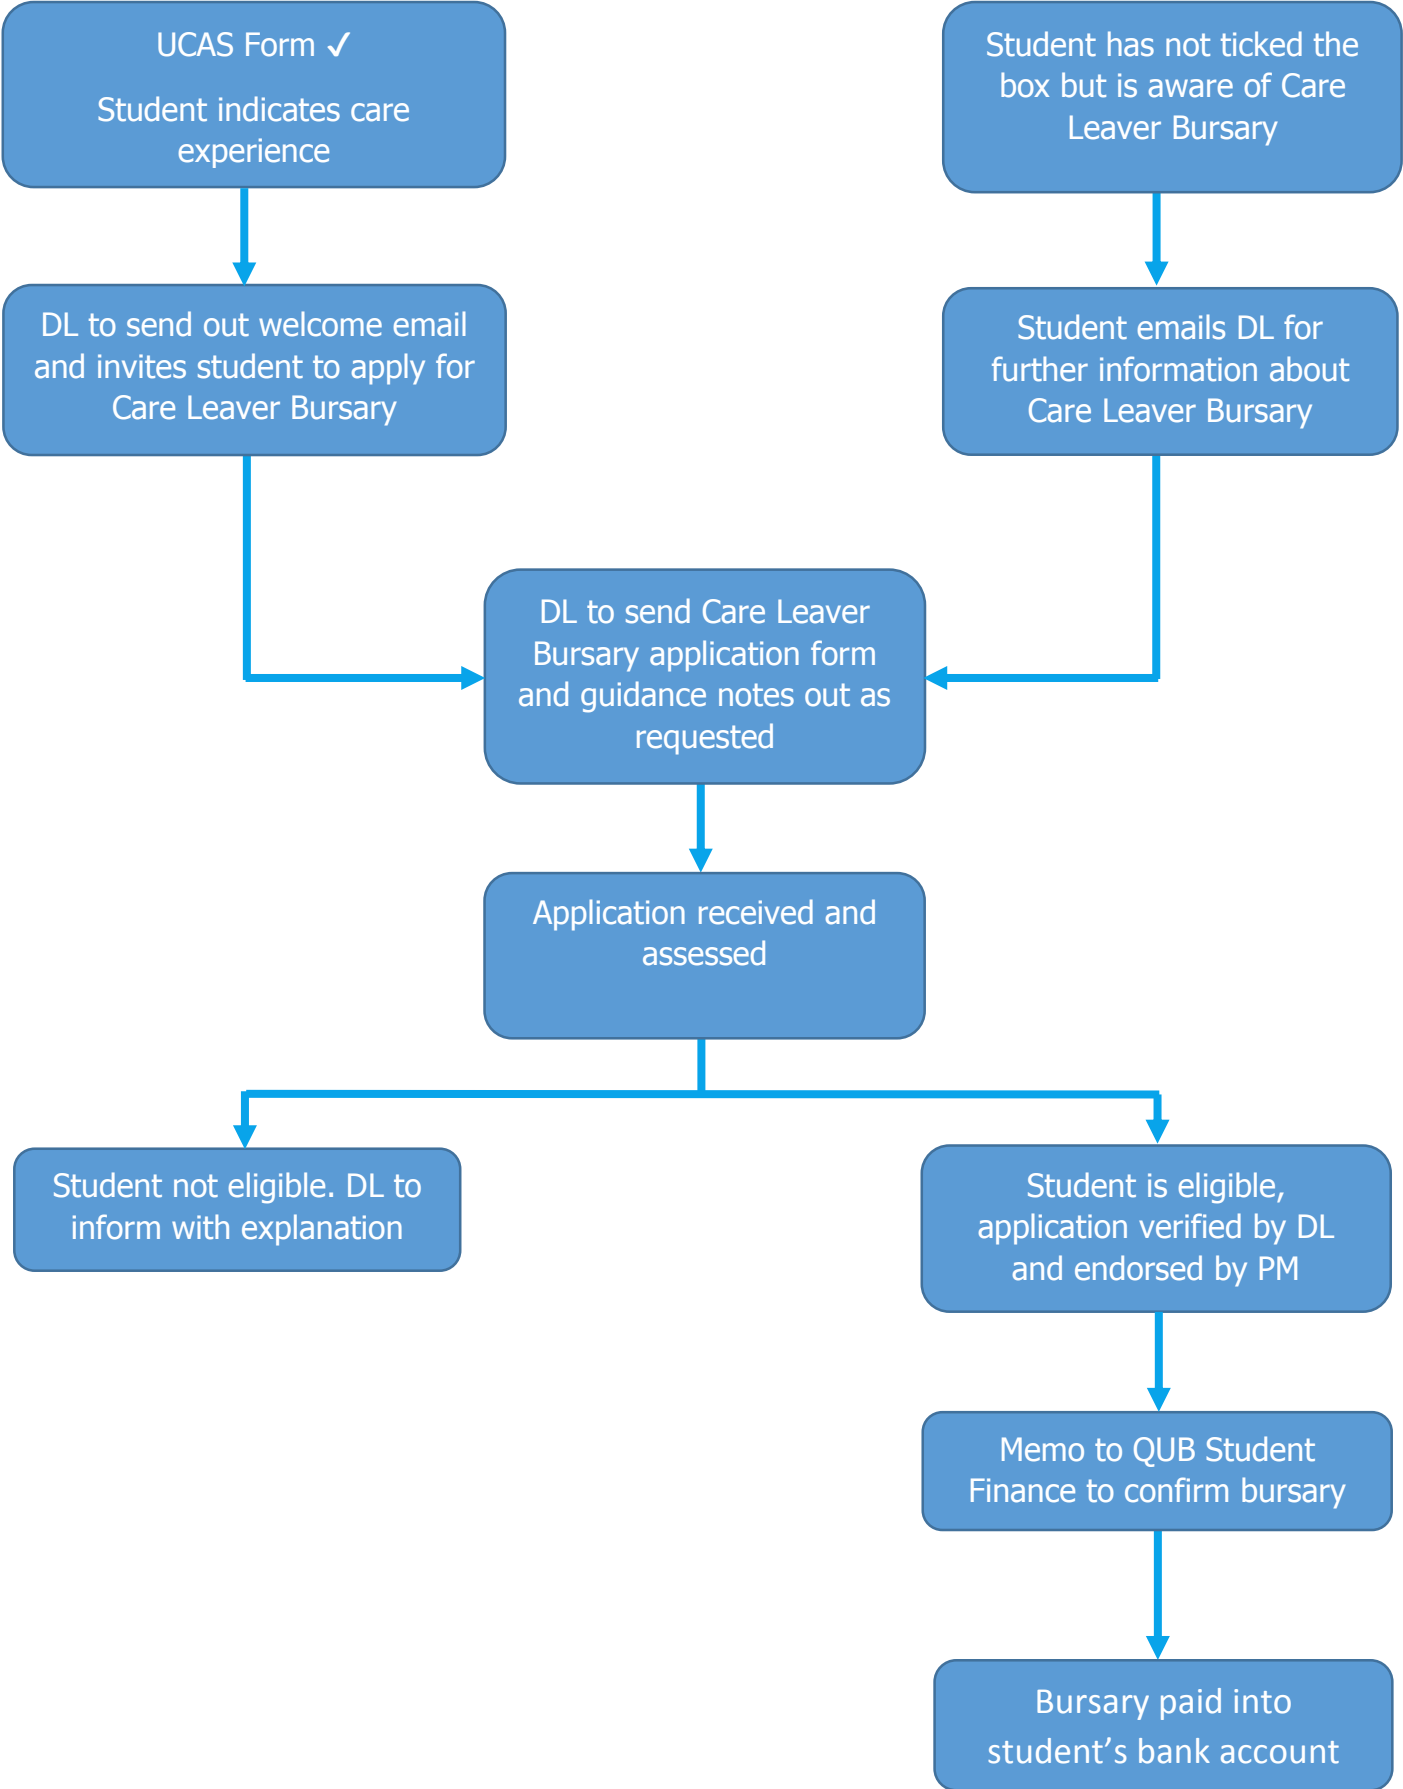 UCAS Form ✓
Student indicates care
experience
Student has not ticked the
box but is aware of Care
Leaver Bursary
DL to send out welcome email
and invites student to apply for
Care Leaver Bursary
Student emails DL for
further information about
Care Leaver Bursary
DL to send Care Leaver
Bursary application form
and guidance notes out as
requested
Application received and
assessed
Student not eligible. DL to
inform with explanation
Student is eligible,
application verified by DL
and endorsed by PM
Memo to QUB Student
Finance to confirm bursary
Bursary paid into
student’s bank account